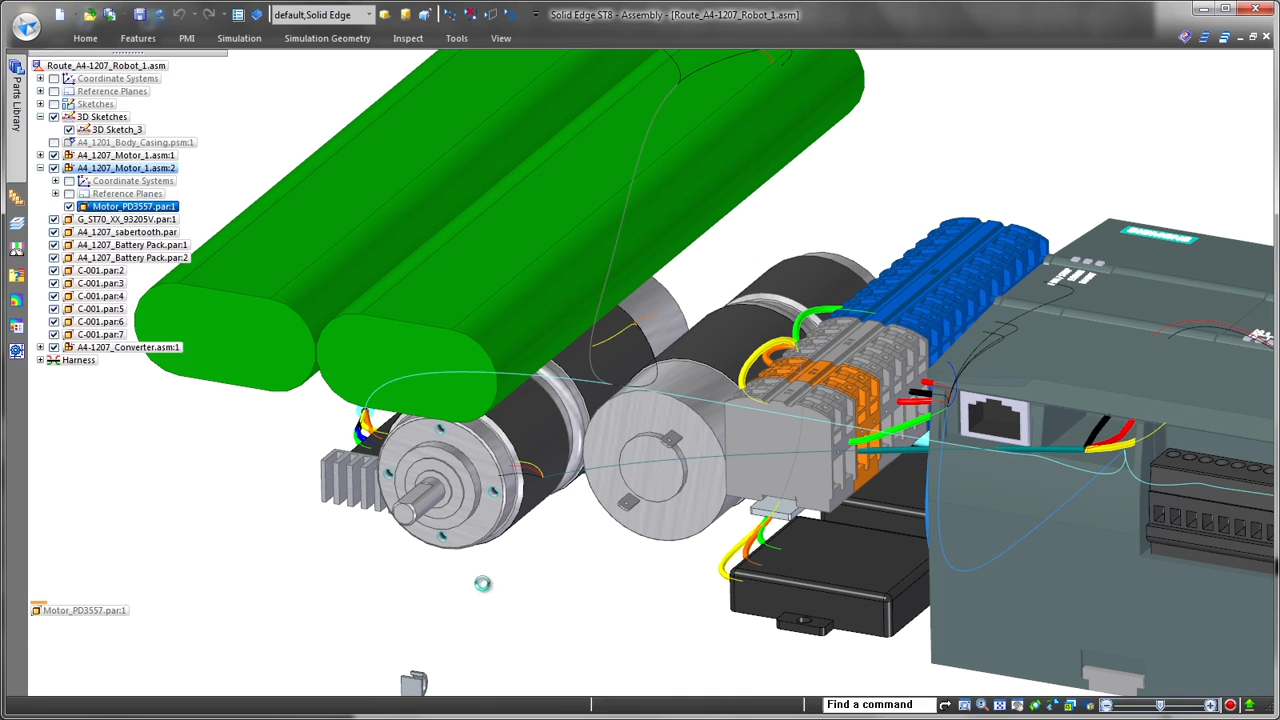 default,Solid Edge
Solid Edge ST8 - Assembly - [Route_A4-1207_Robot_1.asm]
Home Features PMI Simulation Simulation Geometry Inspect Tools View
Parts Library
Route_A4-1207_Robot_1.asm
Coordinate Systems
Reference Planes
Sketches
3D Sketches
3D Sketch_3
A4_1201_Body_Casing.psm:1
A4_1207_Motor_1.asm:1
A4_1207_Motor_1.asm:2
Coordinate Systems
Reference Planes
Motor_PD3557.par:1
G_ST70_XX_93205V.par:1
A4_1207_sabertooth.par
A4_1207_Battery Pack.par:1
A4_1207_Battery Pack.par:2
C-001.par:2
C-001.par:3
C-001.par:4
C-001.par:5
C-001.par:6
C-001.par:7
A4-1207_Converter.asm:1
Harness
Motor_PD3557.par:1
Find a command